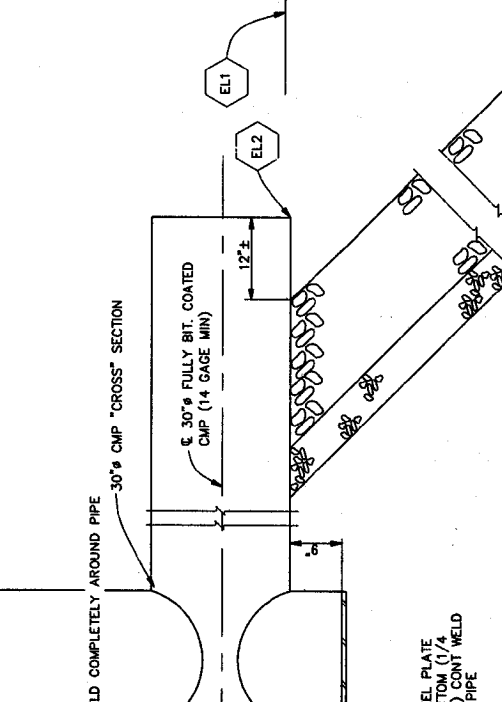 EL1
EL2
12"±
30"ø CMP "CROSS" SECTION
℄ 30"ø FULLY BIT. COATED
CMP (14 GAGE MIN)
LD COMPLETELY AROUND PIPE
9"
EL PLATE
TOM (1/4
) CONT WELD
PIPE